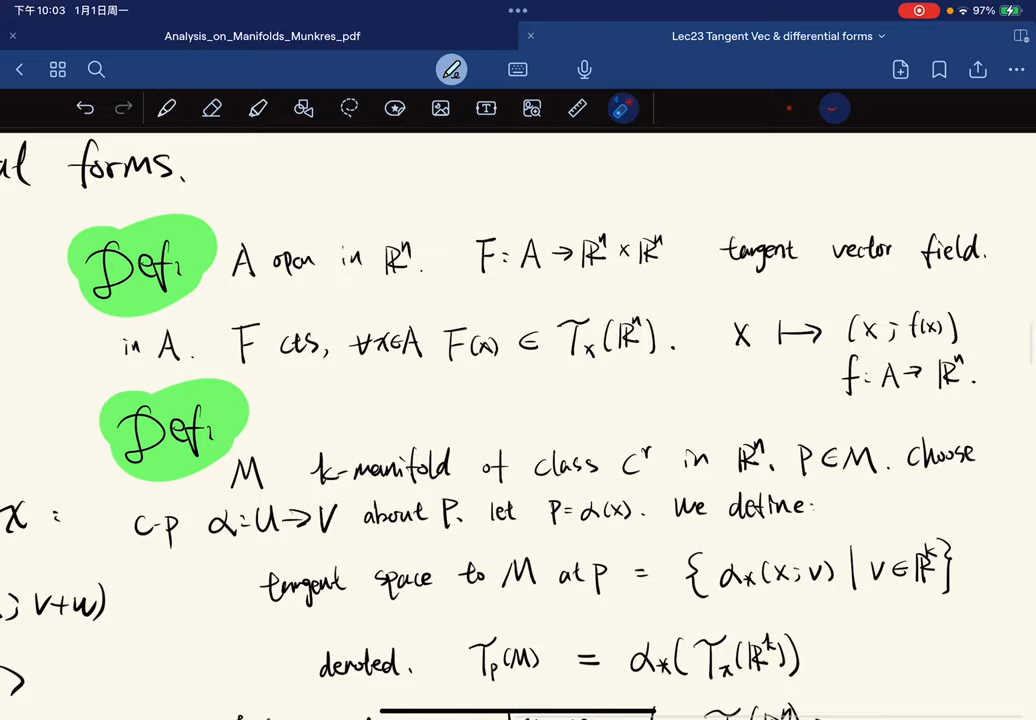 下午10:03 1月1日周一
97%
Analysis_on_Manifolds_Munkres_pdf
Lec23 Tangent Vec & differential forms
al forms.
Def: A open in ℝⁿ. F: A → ℝⁿ × ℝⁿ tangent vector field.
in A. F cts, ∀x∈A F(x) ∈ 𝒯ₓ(ℝⁿ). x ↦ (x; f(x))
f: A → ℝⁿ.
Def:
M k-manifold of class Cʳ in ℝⁿ. P∈M. choose
x :
c-p α: U → V about P. let P=α(x). We define:
tangent space to M at p = { α⁎(x;v) | v∈ℝᵏ}
; v+w)
denoted. 𝒯ₚ(M) = α⁎(𝒯ₓ(ℝᵏ))
>